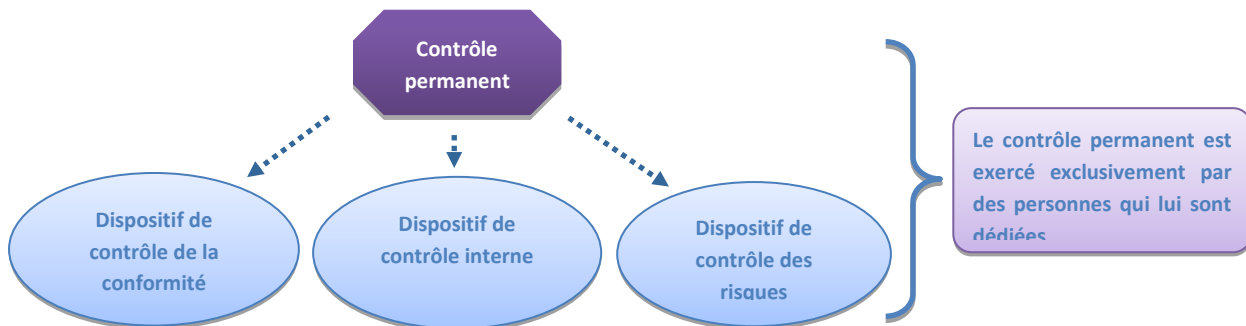 Contrôle
permanent
Dispositif de
contrôle de la
conformité
Dispositif de
contrôle interne
Dispositif de
contrôle des
risques
Le contrôle permanent est
exercé exclusivement par
des personnes qui lui sont
dédiées